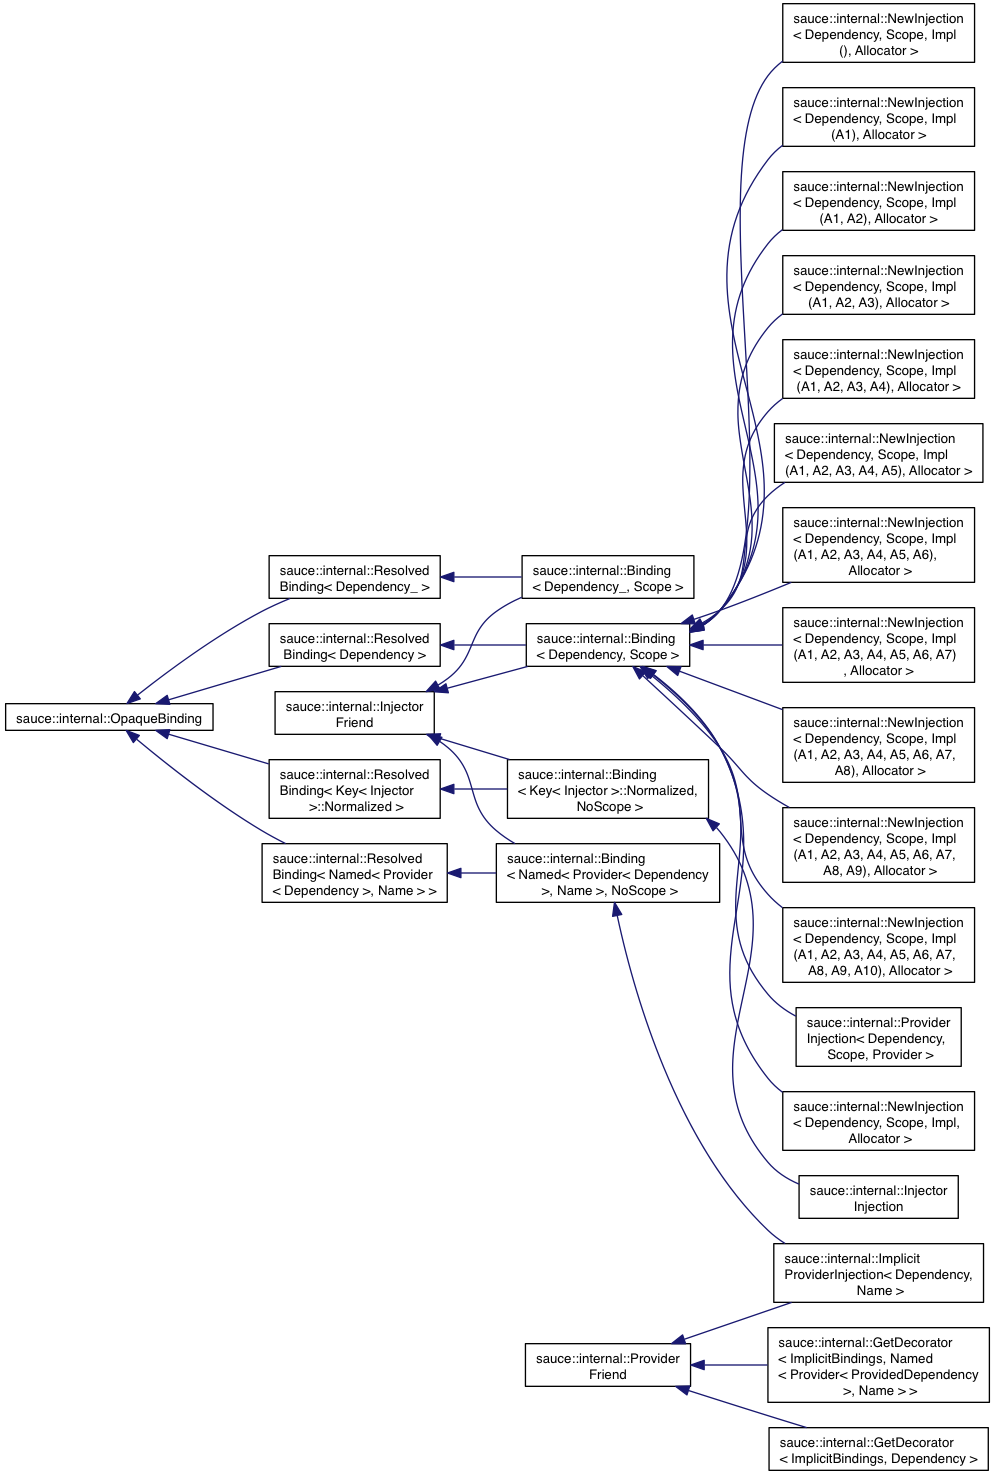 sauce::internal::NewInjection
< Dependency, Scope, Impl
(), Allocator >
sauce::internal::NewInjection
< Dependency, Scope, Impl
(A1), Allocator >
sauce::internal::NewInjection
< Dependency, Scope, Impl
(A1, A2), Allocator >
sauce::internal::NewInjection
< Dependency, Scope, Impl
(A1, A2, A3), Allocator >
sauce::internal::NewInjection
< Dependency, Scope, Impl
(A1, A2, A3, A4), Allocator >
sauce::internal::NewInjection
< Dependency, Scope, Impl
(A1, A2, A3, A4, A5), Allocator >
sauce::internal::NewInjection
< Dependency, Scope, Impl
(A1, A2, A3, A4, A5, A6),
Allocator >
sauce::internal::Resolved
Binding< Dependency_ >
sauce::internal::Binding
< Dependency_, Scope >
sauce::internal::Resolved
Binding< Dependency >
sauce::internal::Binding
< Dependency, Scope >
sauce::internal::NewInjection
< Dependency, Scope, Impl
(A1, A2, A3, A4, A5, A6, A7)
, Allocator >
sauce::internal::OpaqueBinding
sauce::internal::Injector
Friend
sauce::internal::NewInjection
< Dependency, Scope, Impl
(A1, A2, A3, A4, A5, A6, A7,
A8), Allocator >
sauce::internal::Resolved
Binding< Key< Injector
>::Normalized >
sauce::internal::Binding
< Key< Injector >::Normalized,
NoScope >
sauce::internal::NewInjection
< Dependency, Scope, Impl
(A1, A2, A3, A4, A5, A6, A7,
A8, A9), Allocator >
sauce::internal::Resolved
Binding< Named< Provider
< Dependency >, Name > >
sauce::internal::Binding
< Named< Provider< Dependency
>, Name >, NoScope >
sauce::internal::NewInjection
< Dependency, Scope, Impl
(A1, A2, A3, A4, A5, A6, A7,
A8, A9, A10), Allocator >
sauce::internal::Provider
Injection< Dependency,
Scope, Provider >
sauce::internal::NewInjection
< Dependency, Scope, Impl,
Allocator >
sauce::internal::Injector
Injection
sauce::internal::Implicit
ProviderInjection< Dependency,
Name >
sauce::internal::Provider
Friend
sauce::internal::GetDecorator
< ImplicitBindings, Named
< Provider< ProvidedDependency
>, Name > >
sauce::internal::GetDecorator
< ImplicitBindings, Dependency >